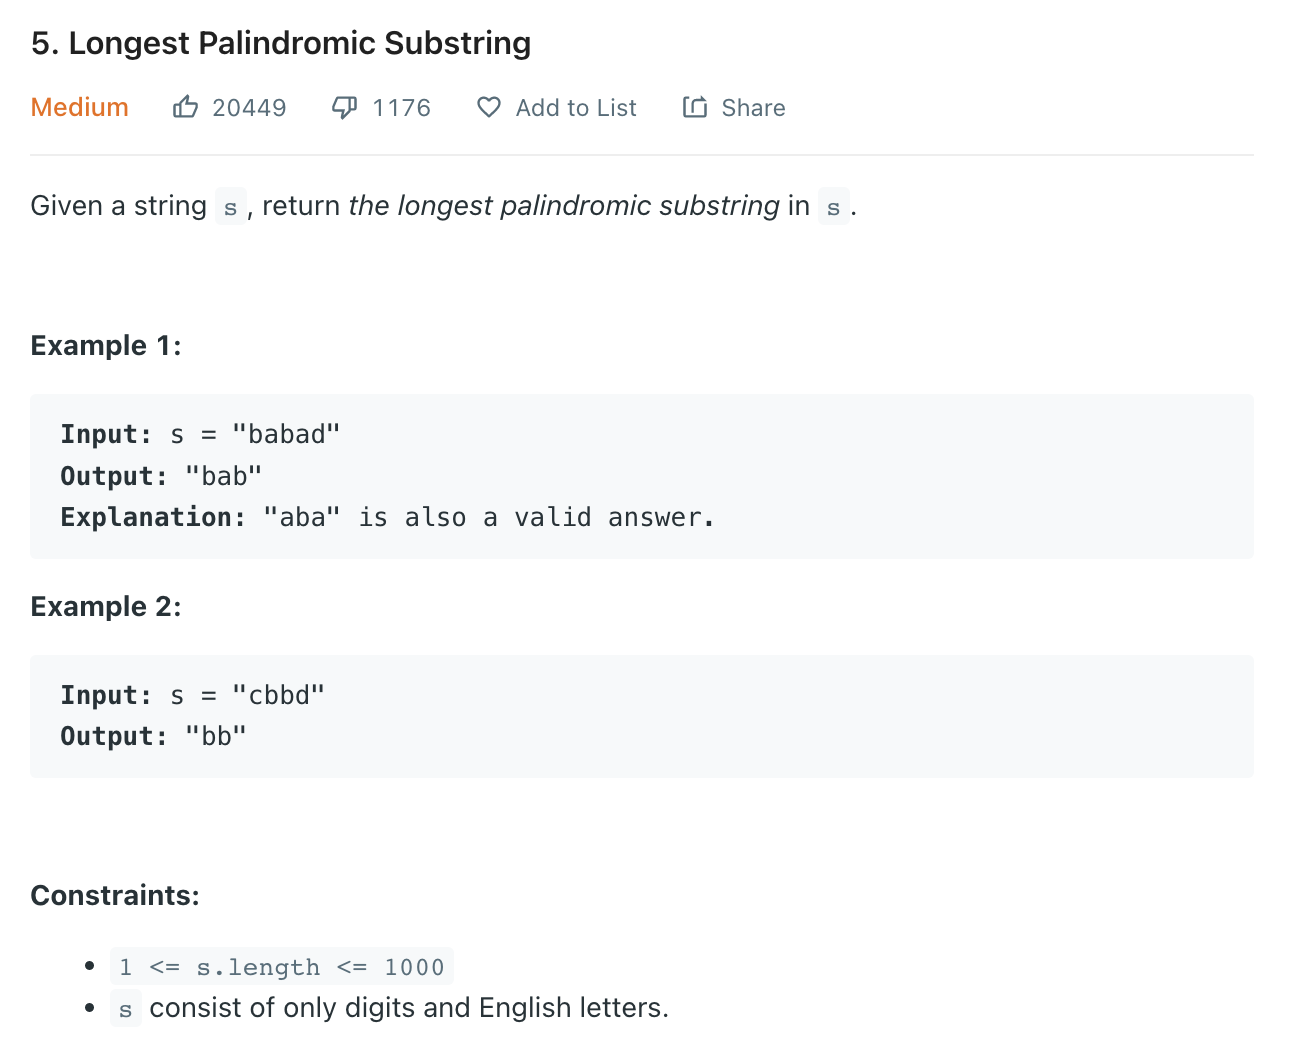 5. Longest Palindromic Substring
Medium 20449 1176 Add to List Share
Given a string s, return the longest palindromic substring in s.
Example 1:
Input: s = "babad"
Output: "bab"
Explanation: "aba" is also a valid answer.
Example 2:
Input: s = "cbbd"
Output: "bb"
Constraints:
• 1 <= s.length <= 1000
• s consist of only digits and English letters.